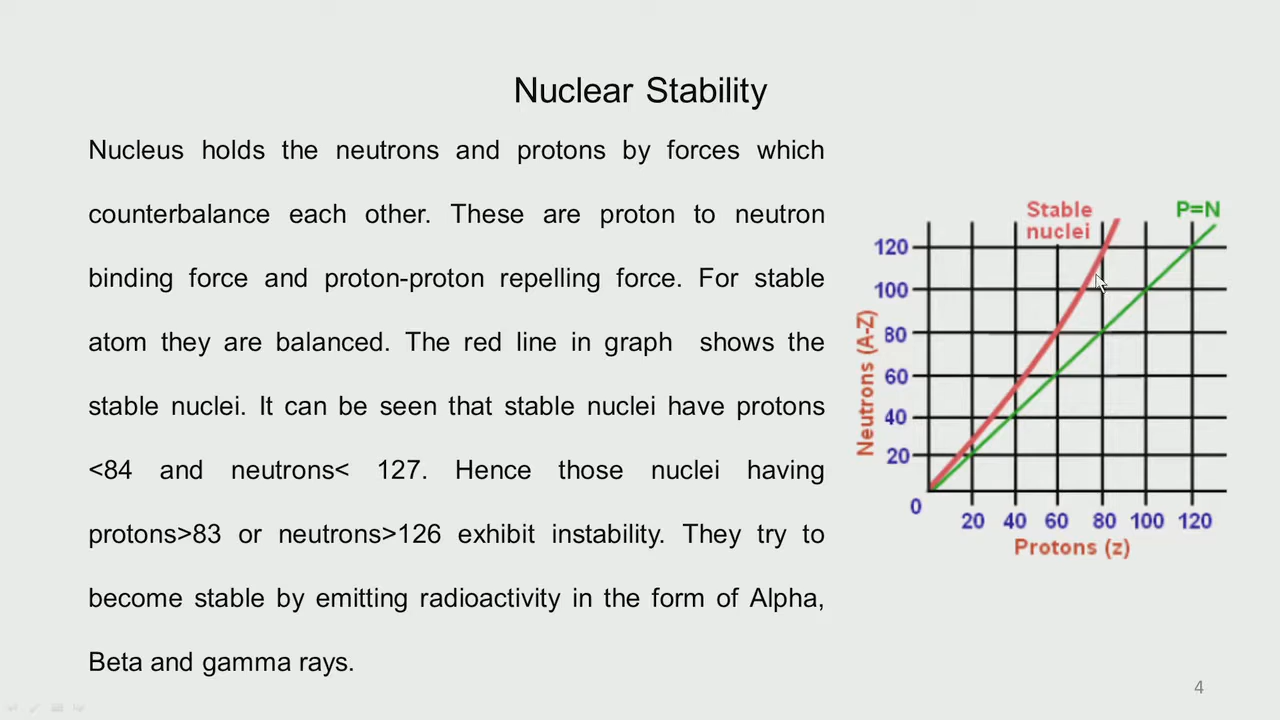 Nuclear Stability
Nucleus holds the neutrons and protons by forces which
counterbalance each other. These are proton to neutron
binding force and proton-proton repelling force. For stable
atom they are balanced. The red line in graph shows the
stable nuclei. It can be seen that stable nuclei have protons
<84 and neutrons< 127. Hence those nuclei having
protons>83 or neutrons>126 exhibit instability. They try to
become stable by emitting radioactivity in the form of Alpha,
Beta and gamma rays.
Stable
nuclei
P=N
120
100
80
60
40
20
0
Neutrons (A-Z)
20 40 60 80 100 120
Protons (z)
4